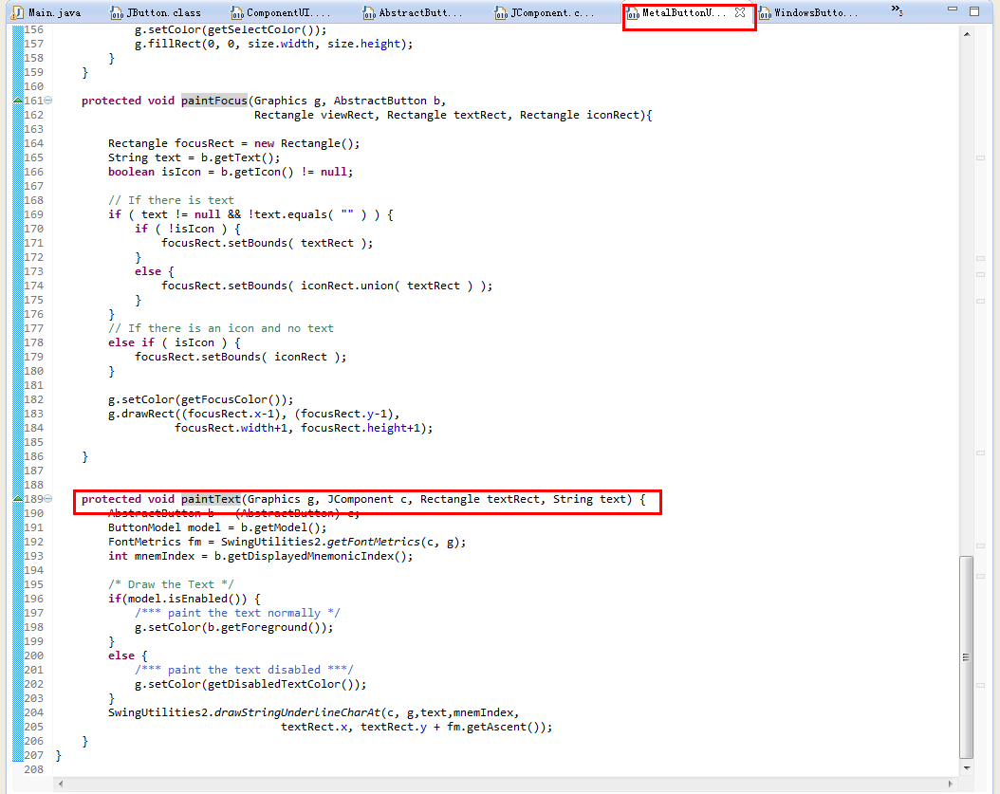 Main.java JButton.class ComponentUI.... AbstractButt... JComponent.c... MetalButtonU... WindowsButto... »3
156 g.setColor(getSelectColor());
157 g.fillRect(0, 0, size.width, size.height);
158 }
159 }
160
161 protected void paintFocus(Graphics g, AbstractButton b,
162 Rectangle viewRect, Rectangle textRect, Rectangle iconRect){
163
164 Rectangle focusRect = new Rectangle();
165 String text = b.getText();
166 boolean isIcon = b.getIcon() != null;
167
168 // If there is text
169 if ( text != null && !text.equals( "" ) ) {
170 if ( !isIcon ) {
171 focusRect.setBounds( textRect );
172 }
173 else {
174 focusRect.setBounds( iconRect.union( textRect ) );
175 }
176 }
177 // If there is an icon and no text
178 else if ( isIcon ) {
179 focusRect.setBounds( iconRect );
180 }
181
182 g.setColor(getFocusColor());
183 g.drawRect((focusRect.x-1), (focusRect.y-1),
184 focusRect.width+1, focusRect.height+1);
185
186 }
187
188
189 protected void paintText(Graphics g, JComponent c, Rectangle textRect, String text) {
190 AbstractButton b = (AbstractButton) c;
191 ButtonModel model = b.getModel();
192 FontMetrics fm = SwingUtilities2.getFontMetrics(c, g);
193 int mnemIndex = b.getDisplayedMnemonicIndex();
194
195 /* Draw the Text */
196 if(model.isEnabled()) {
197 /*** paint the text normally */
198 g.setColor(b.getForeground());
199 }
200 else {
201 /*** paint the text disabled ***/
202 g.setColor(getDisabledTextColor());
203 }
204 SwingUtilities2.drawStringUnderlineCharAt(c, g,text,mnemIndex,
205 textRect.x, textRect.y + fm.getAscent());
206 }
207 }
208